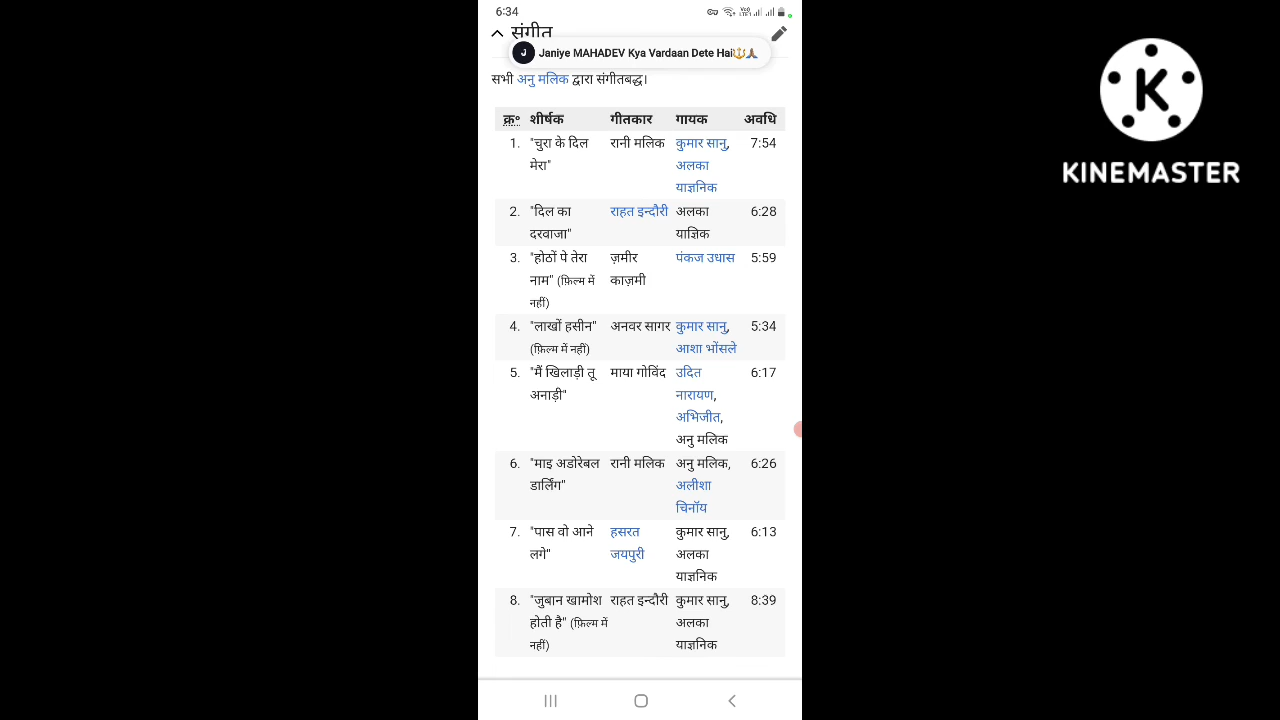 6:34
संगीत
J Janiye MAHADEV Kya Vardaan Dete Hai🔱🙏🏽
सभी अनु मलिक द्वारा संगीतबद्ध।
क्र॰ शीर्षक गीतकार गायक अवधि
1. "चुरा के दिल रानी मलिक कुमार सानु, 7:54
मेरा" अलका
याज्ञनिक
2. "दिल का राहत इन्दौरी अलका 6:28
दरवाजा" याज्ञिक
3. "होठों पे तेरा ज़मीर पंकज उधास 5:59
नाम" (फ़िल्म में काज़मी
नहीं)
4. "लाखों हसीन" अनवर सागर कुमार सानु, 5:34
(फ़िल्म में नहीं) आशा भोंसले
5. "मैं खिलाड़ी तू माया गोविंद उदित 6:17
अनाड़ी" नारायण,
अभिजीत,
अनु मलिक
6. "माइ अडोरेबल रानी मलिक अनु मलिक, 6:26
डार्लिंग" अलीशा
चिनॉय
7. "पास वो आने हसरत कुमार सानु, 6:13
लगे" जयपुरी अलका
याज्ञनिक
8. "जुबान खामोश राहत इन्दौरी कुमार सानु, 8:39
होती है" (फ़िल्म में अलका
नहीं) याज्ञनिक
K
KINEMASTER